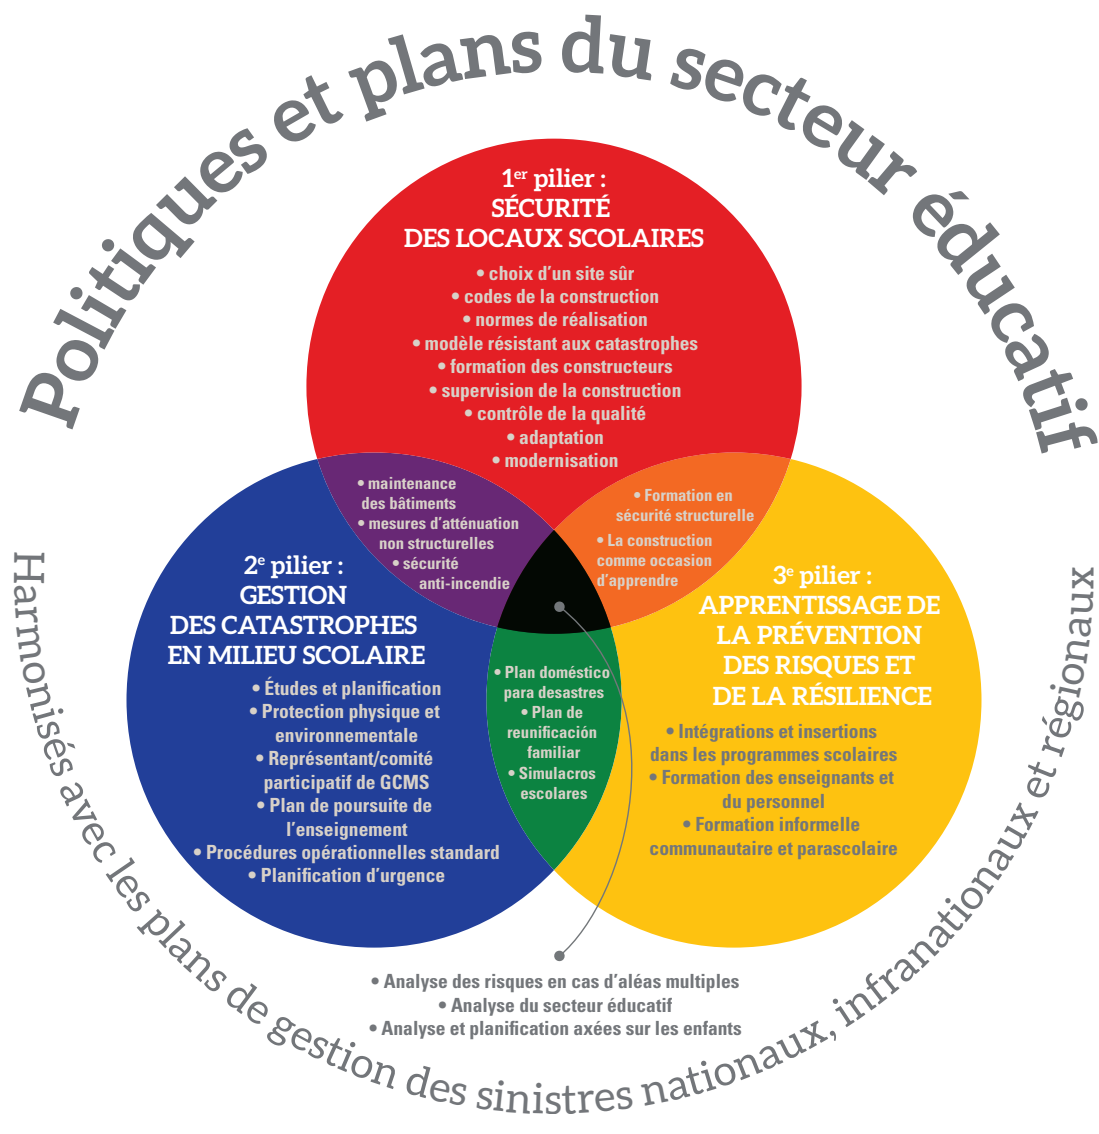 Politiques et plans du secteur éducatif
1er pilier :
SÉCURITÉ
DES LOCAUX SCOLAIRES
• choix d’un site sûr
• codes de la construction
• normes de réalisation
• modèle résistant aux catastrophes
• formation des constructeurs
• supervision de la construction
• contrôle de la qualité
• adaptation
• modernisation
• maintenance
des bâtiments
• mesures d’atténuation
non structurelles
• sécurité
anti-incendie
• Formation en
sécurité structurelle
• La construction
comme occasion
d’apprendre
2e pilier :
GESTION
DES CATASTROPHES
EN MILIEU SCOLAIRE
• Études et planification
• Protection physique et
environnementale
• Représentant/comité
participatif de GCMS
• Plan de poursuite de
l’enseignement
• Procédures opérationnelles standard
• Planification d’urgence
• Plan doméstico
para desastres
• Plan de
reunificación
familiar
• Simulacros
escolares
3e pilier :
APPRENTISSAGE DE
LA PRÉVENTION
DES RISQUES ET
DE LA RÉSILIENCE
• Intégrations et insertions
dans les programmes scolaires
• Formation des enseignants et
du personnel
• Formation informelle
communautaire et parascolaire
• Analyse des risques en cas d’aléas multiples
• Analyse du secteur éducatif
• Analyse et planification axées sur les enfants
Harmonisés avec les plans de gestion des sinistres nationaux, infranationaux et régionaux